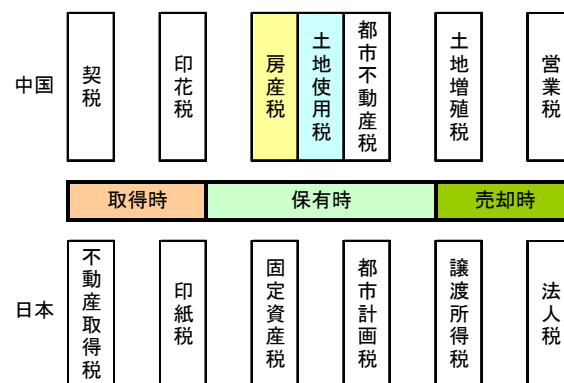 中国
契税
印花税
房産税
土地使用税
都市不動産税
土地増殖税
営業税
取得時
保有時
売却時
日本
不動産取得税
印紙税
固定資産税
都市計画税
譲渡所得税
法人税